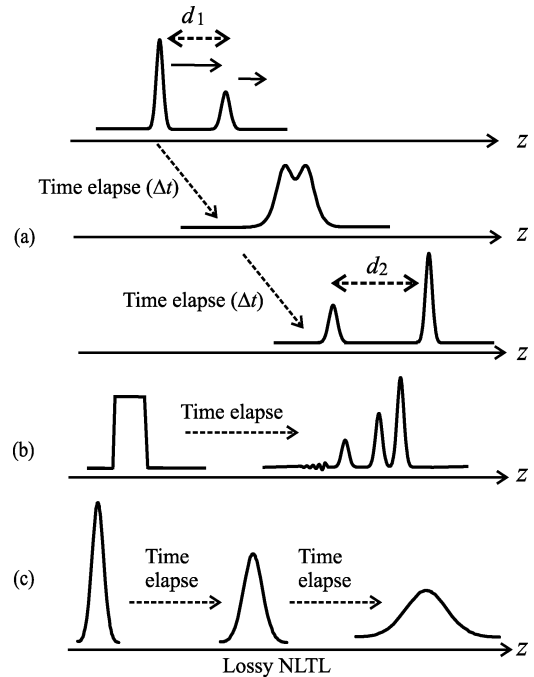 d1
z
Time elapse (Δt)
(a)
z
d2
Time elapse (Δt)
z
Time elapse
(b)
z
(c)
Time
elapse
Time
elapse
z
Lossy NLTL